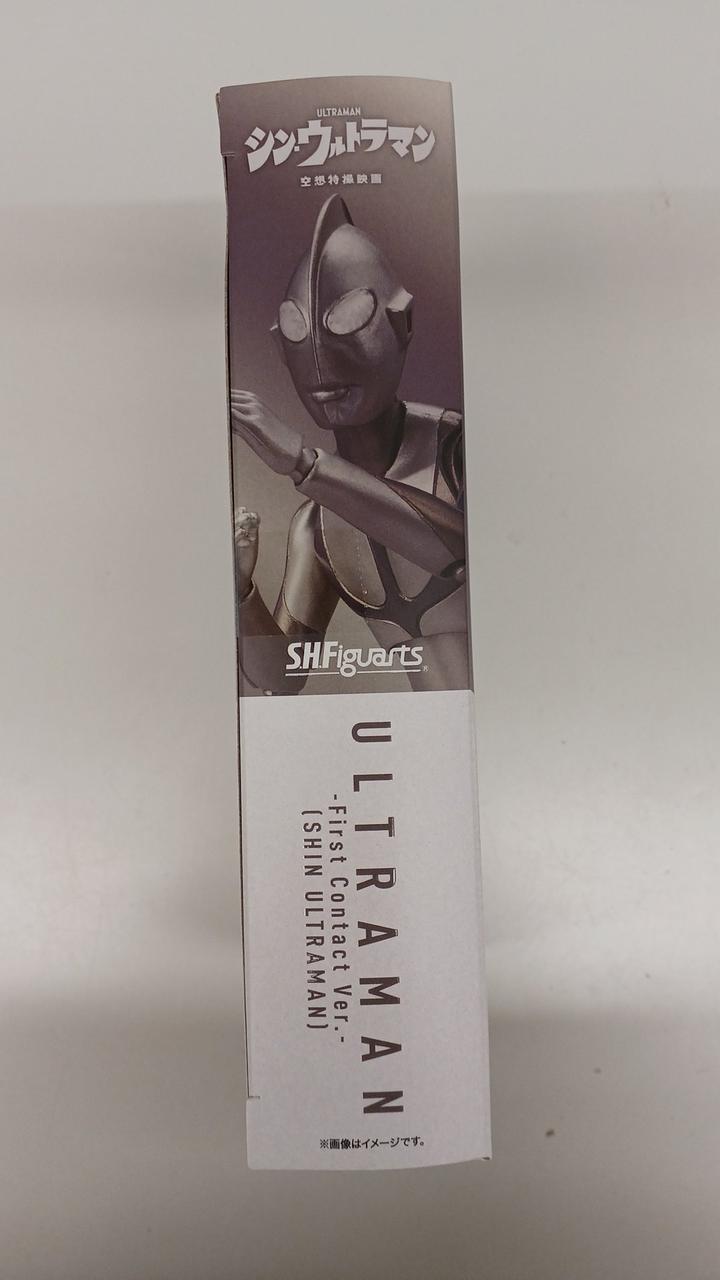 ULTRAMAN
シン・ウルトラマン
空想特撮映画
S.H.Figuarts®
ULTRAMAN
-First Contact Ver.-
(SHIN ULTRAMAN)
※画像はイメージです。